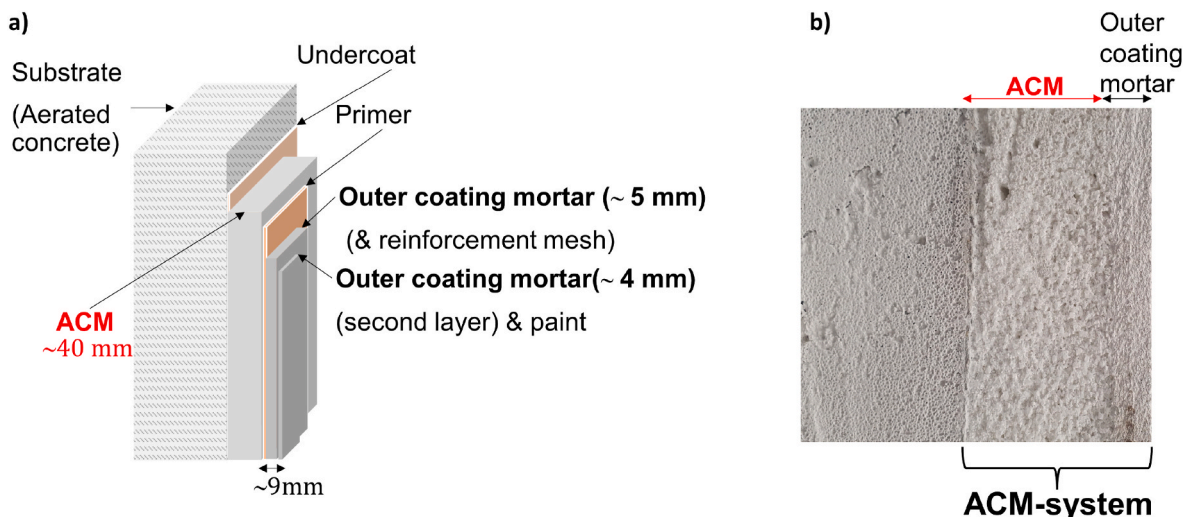 a)
Substrate
(Aerated
concrete)
Undercoat
Primer
Outer coating mortar (~ 5 mm)
(& reinforcement mesh)
Outer coating mortar(~ 4 mm)
(second layer) & paint
ACM
~40 mm
~9mm
b)
Outer
coating
mortar
ACM
ACM-system